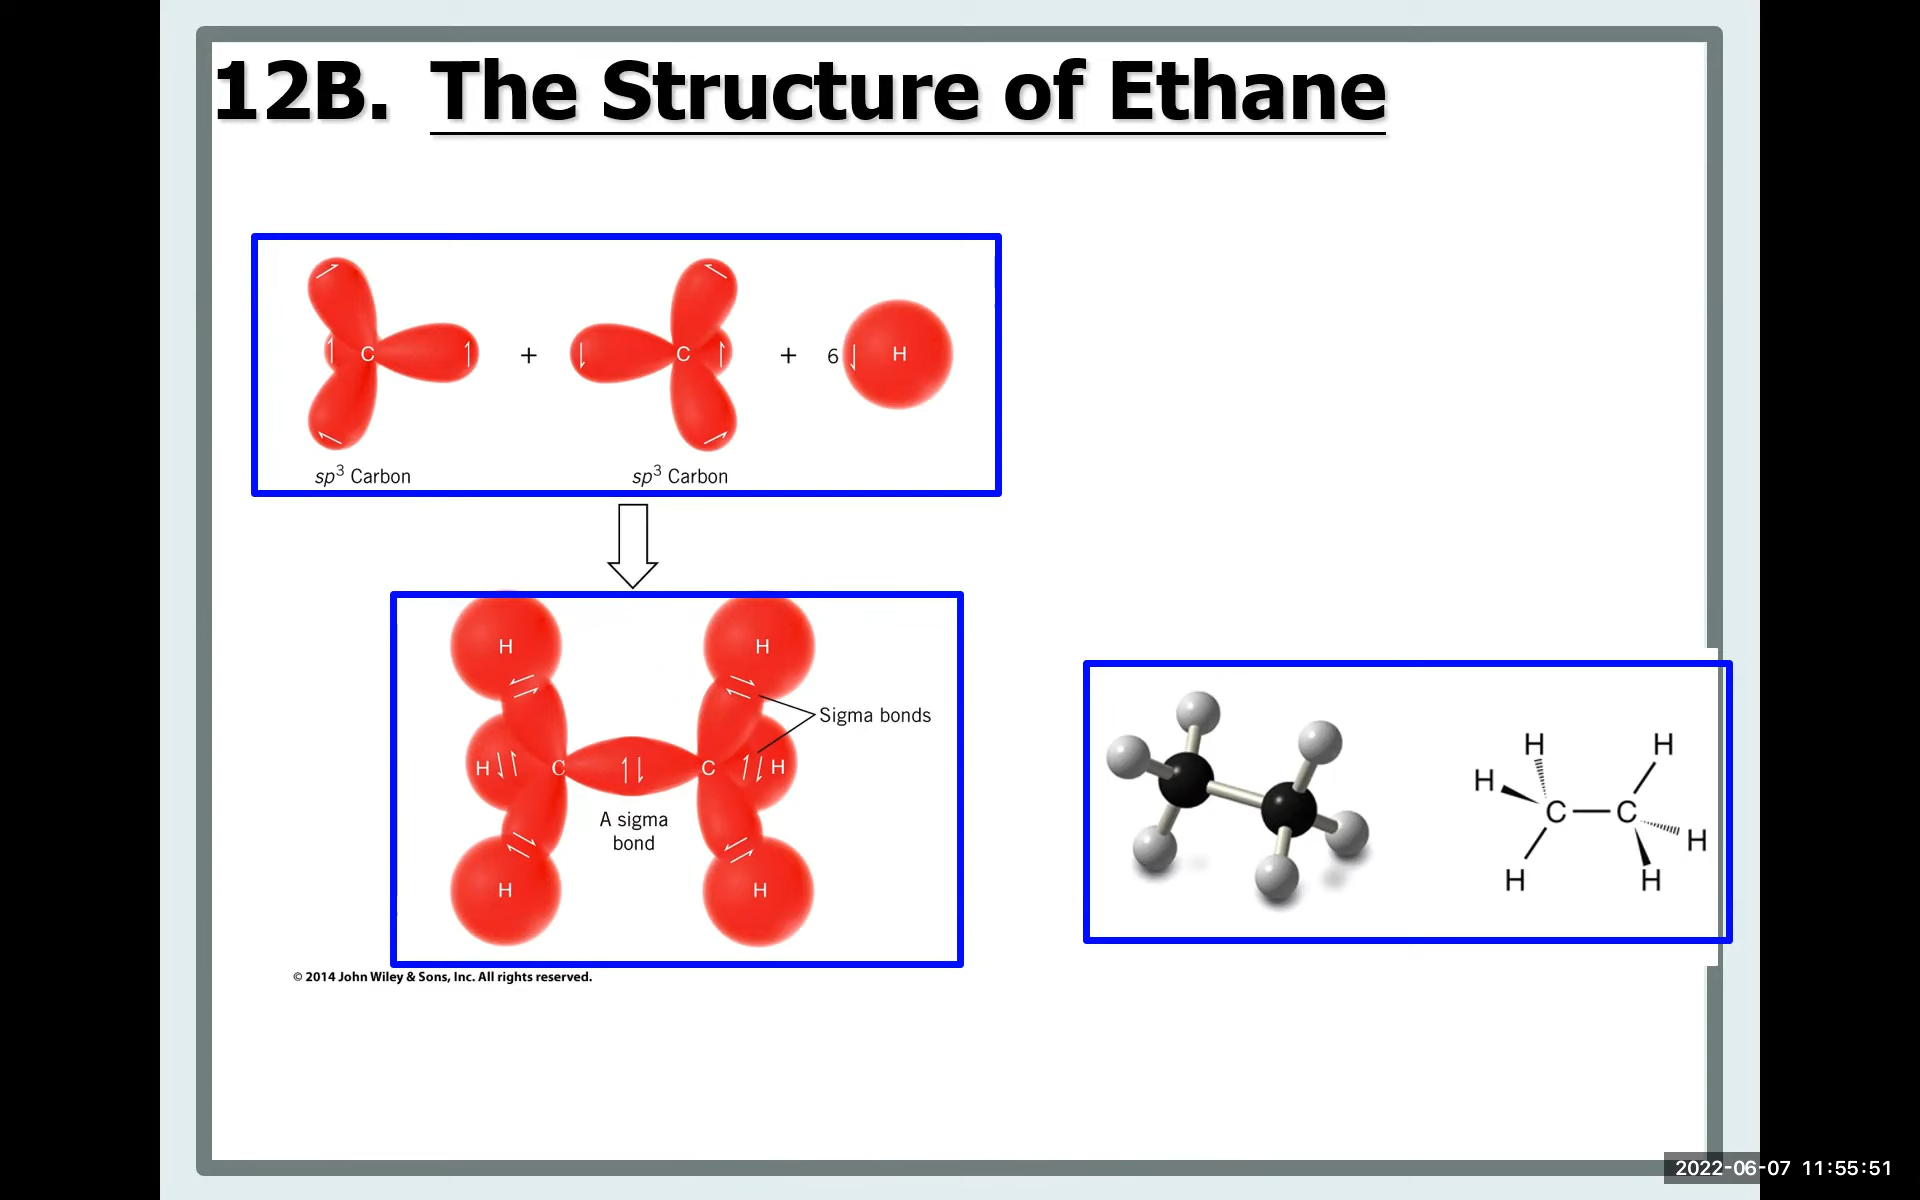 12B. The Structure of Ethane
C + C + 6 H
sp³ Carbon sp³ Carbon
H H
Sigma bonds
H C C H
A sigma
bond
H H
© 2014 John Wiley & Sons, Inc. All rights reserved.
H H
H
C C
H
H H
2022-06-07 11:55:51